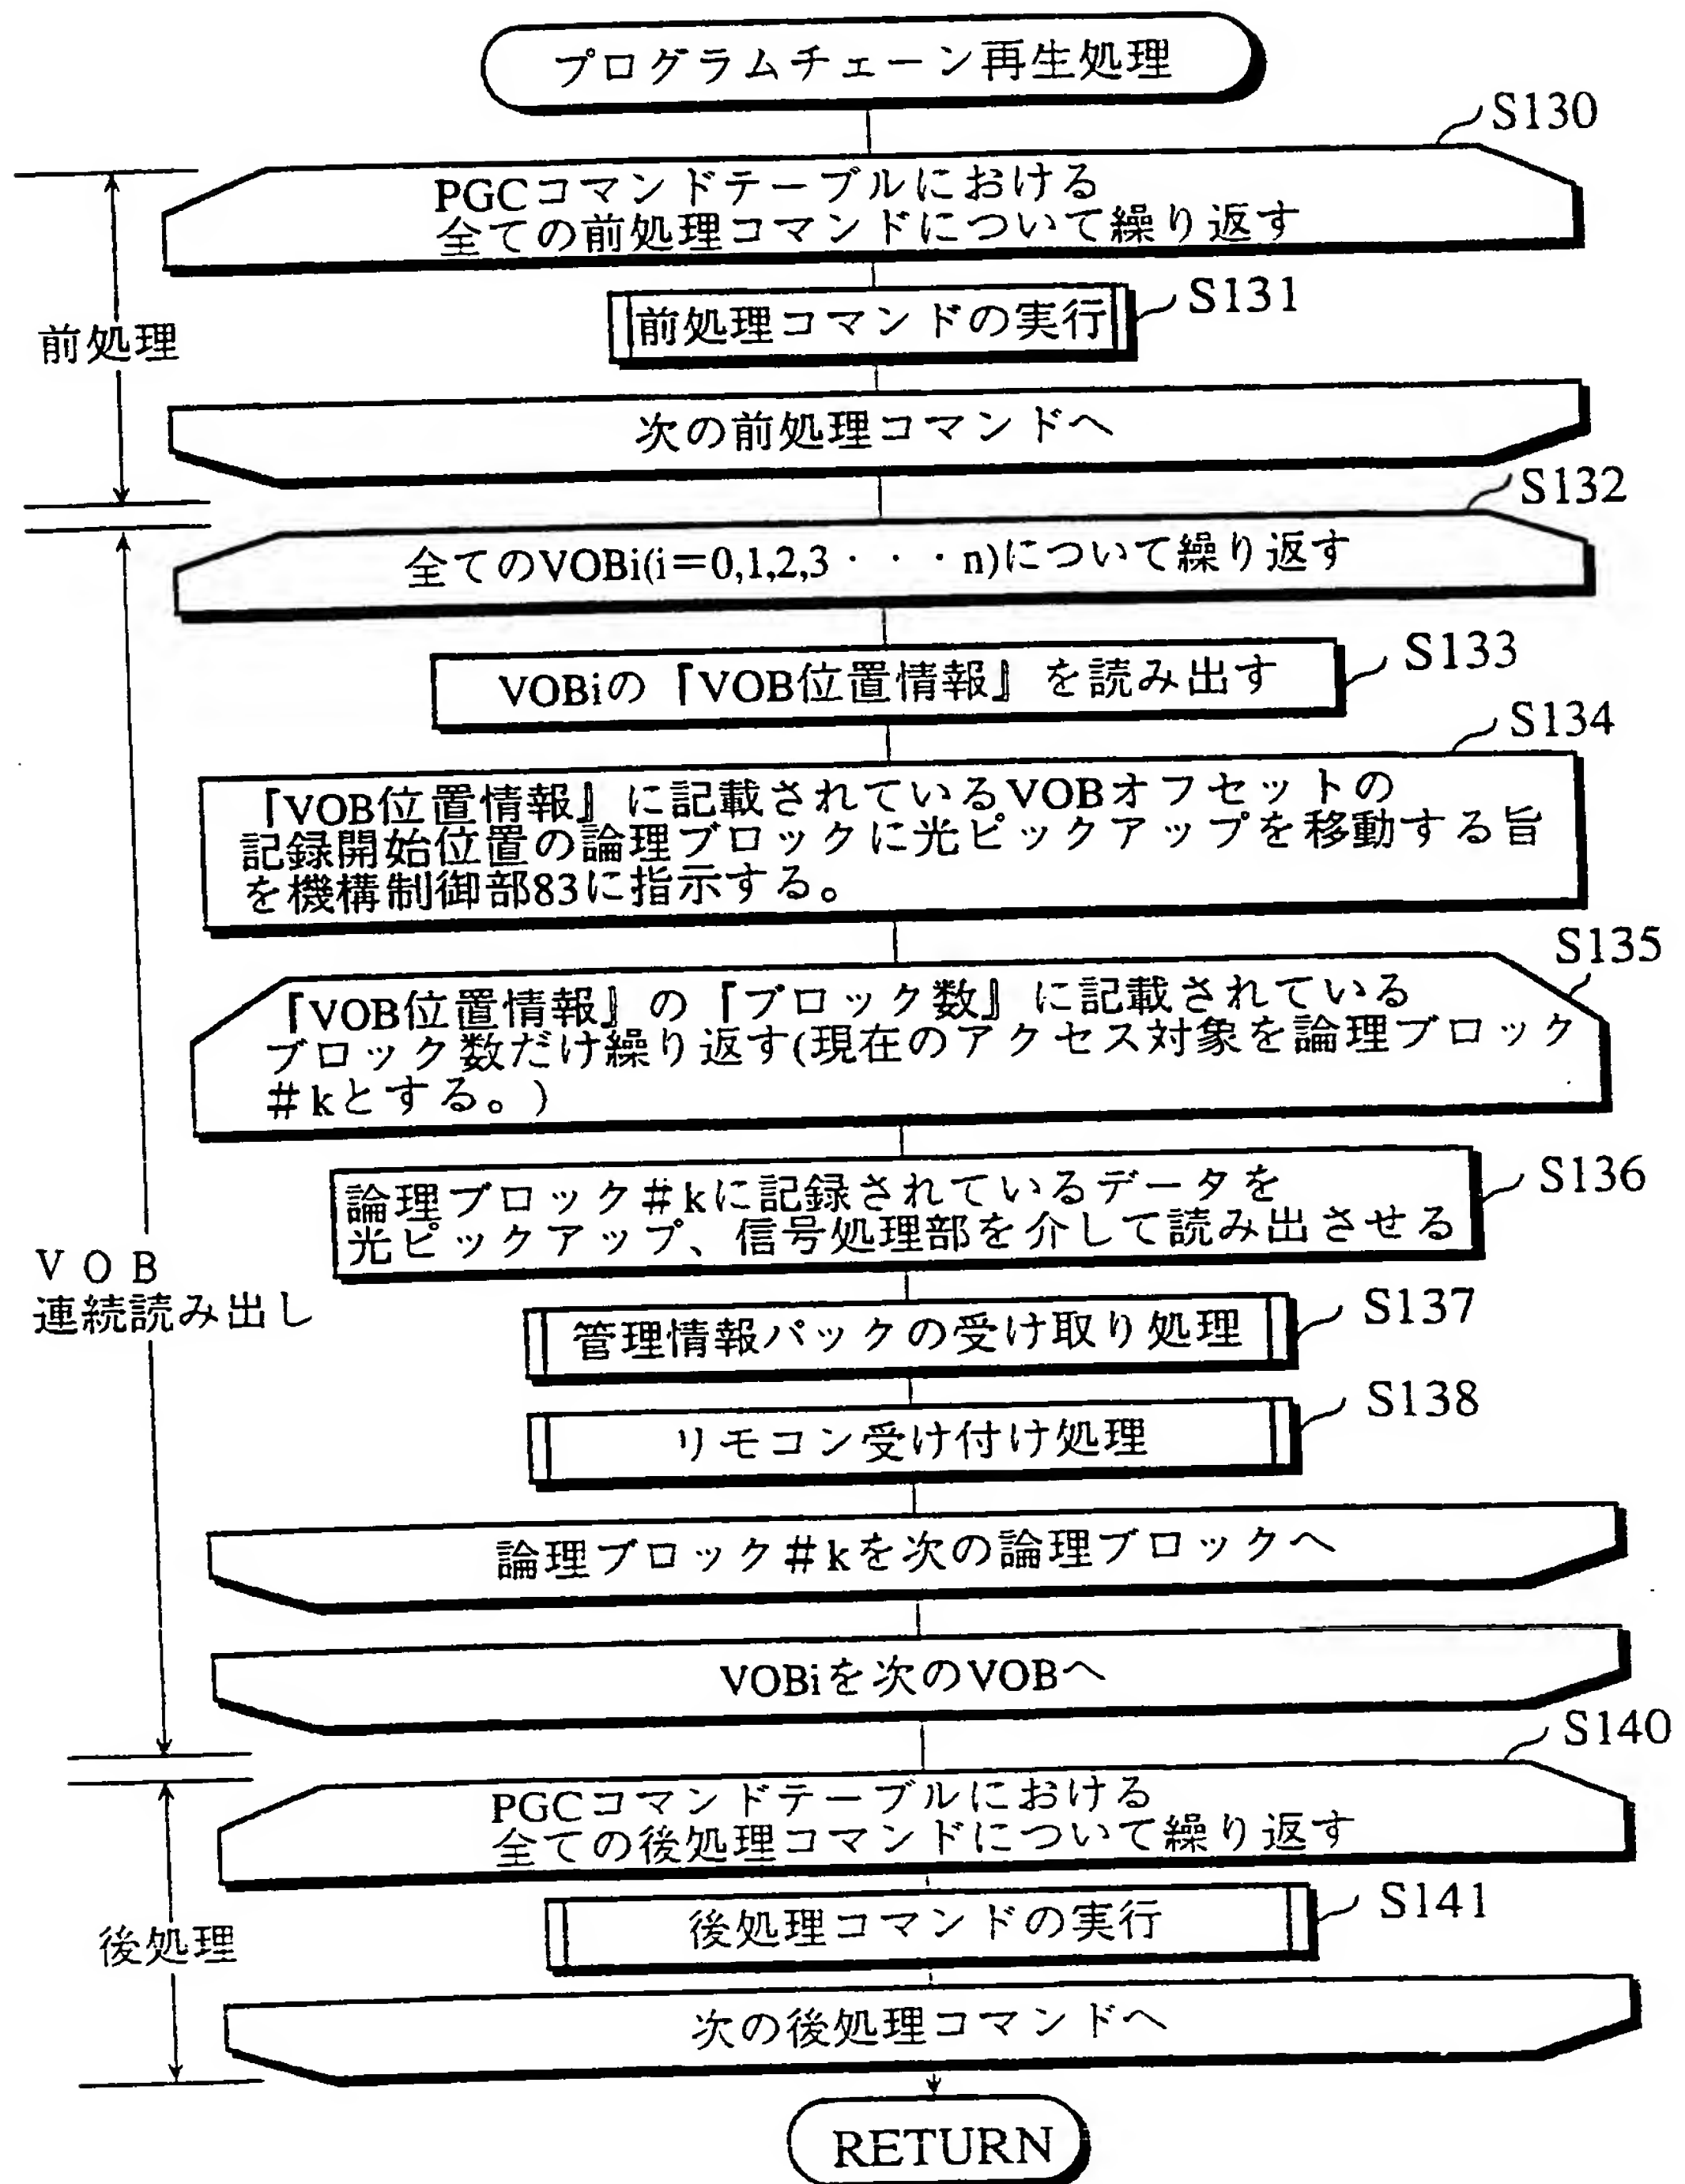 プログラムチェーン再生処理
S130
PGCコマンドテーブルにおける
全ての前処理コマンドについて繰り返す
前処理コマンドの実行
S131
前処理
次の前処理コマンドへ
S132
全てのVOBi(i=0,1,2,3・・・n)について繰り返す
VOBiの『VOB位置情報』を読み出す
S133
S134
『VOB位置情報』に記載されているVOBオフセットの
記録開始位置の論理ブロックに光ピックアップを移動する旨
を機構制御部83に指示する。
S135
『VOB位置情報』の『ブロック数』に記載されている
ブロック数だけ繰り返す(現在のアクセス対象を論理ブロック
#kとする。)
論理ブロック#kに記録されているデータを
光ピックアップ、信号処理部を介して読み出させる
S136
VOB
連続読み出し
管理情報パックの受け取り処理
S137
リモコン受け付け処理
S138
論理ブロック#kを次の論理ブロックへ
VOBiを次のVOBへ
S140
PGCコマンドテーブルにおける
全ての後処理コマンドについて繰り返す
後処理コマンドの実行
S141
後処理
次の後処理コマンドへ
RETURN